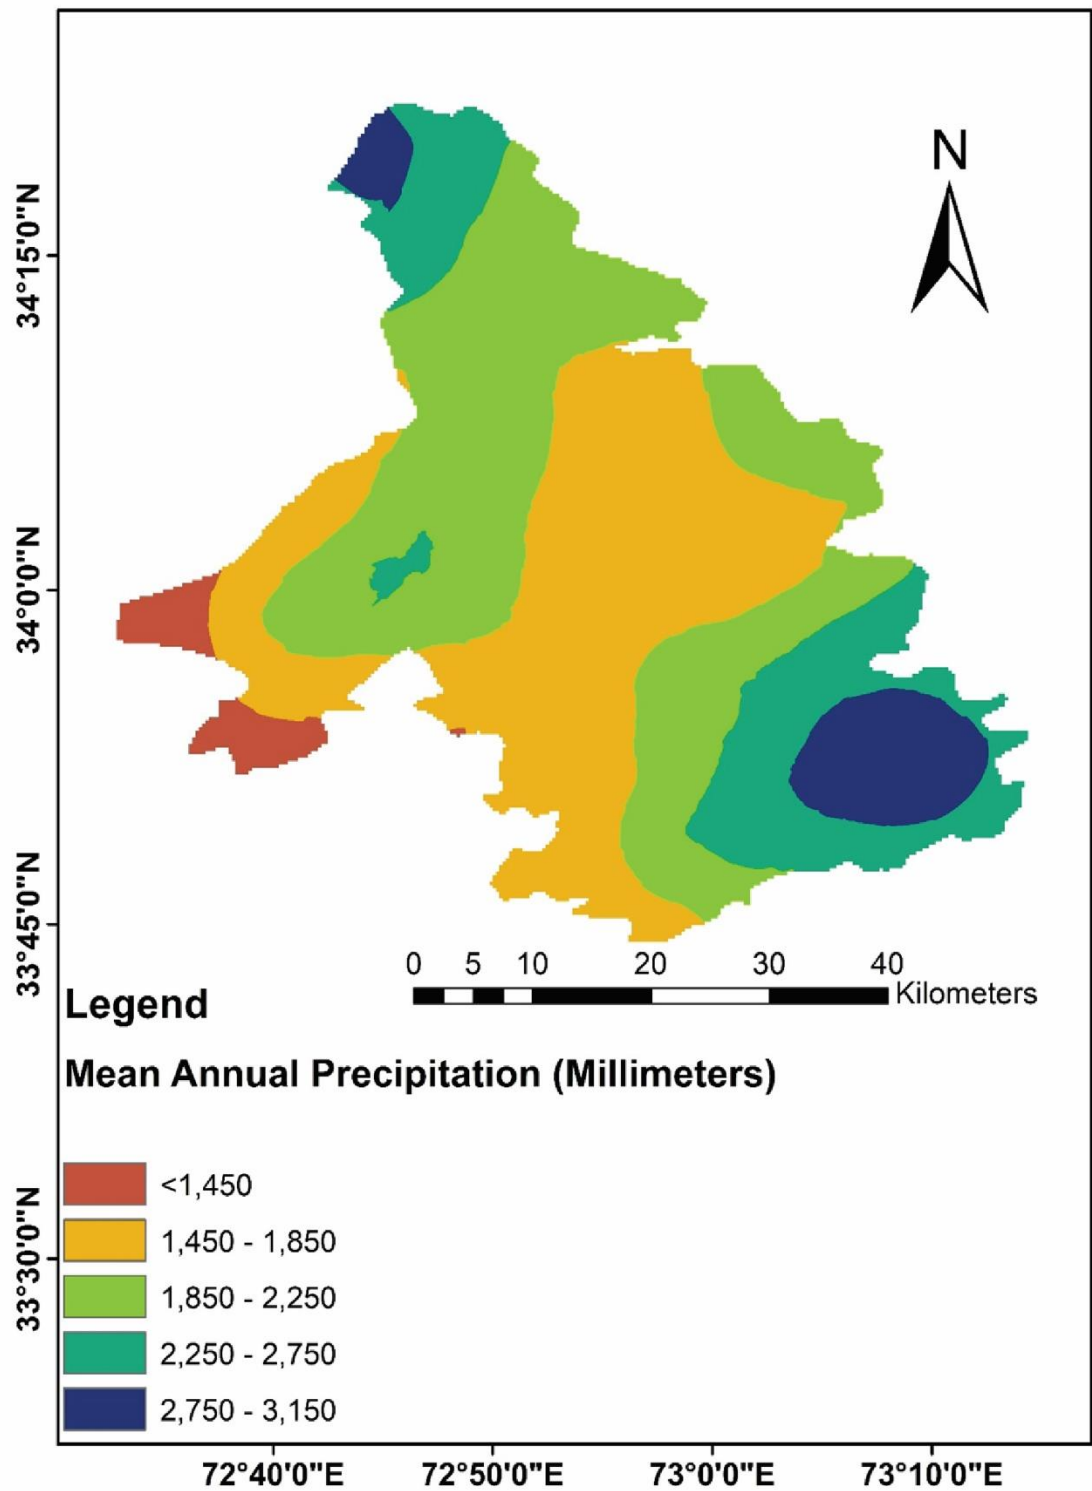 N
34°15'0"N
34°0'0"N
33°45'0"N
33°30'0"N
0 5 10 20 30 40
Kilometers
Legend
Mean Annual Precipitation (Millimeters)
<1,450
1,450 - 1,850
1,850 - 2,250
2,250 - 2,750
2,750 - 3,150
72°40'0"E 72°50'0"E 73°0'0"E 73°10'0"E